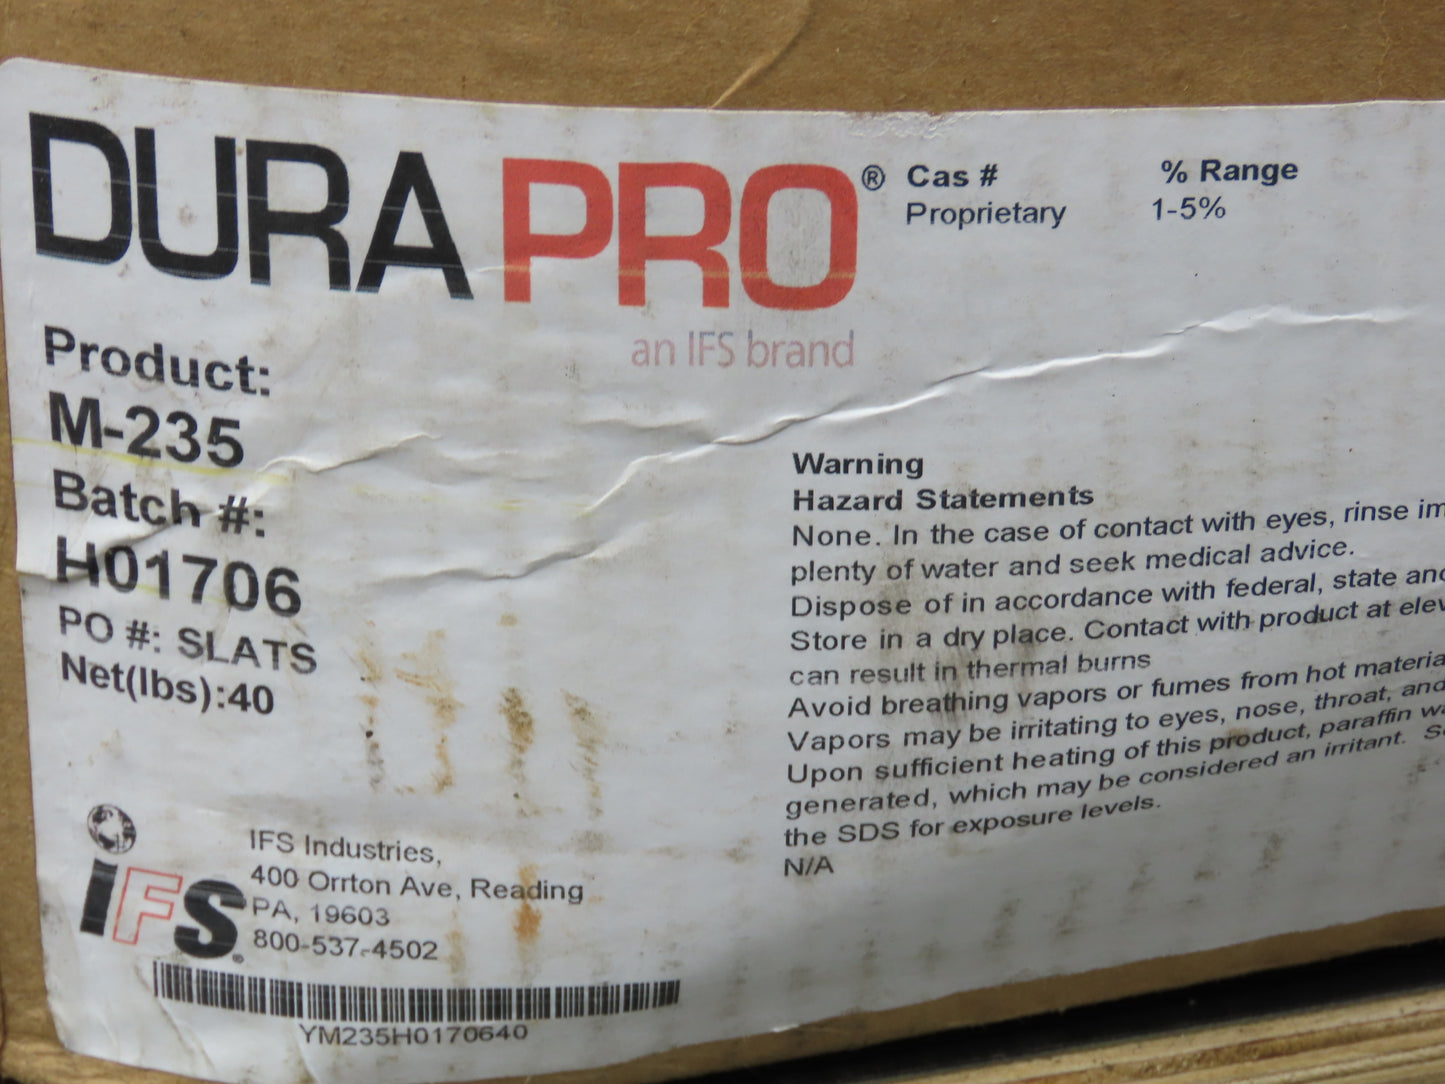 DURA PRO®
an IFS brand
Cas # % Range
Proprietary 1-5%
Product:
M-235
Batch #:
H01706
PO #: SLATS
Net(lbs):40
Warning
Hazard Statements
None. In the case of contact with eyes, rinse
plenty of water and seek medical advice.
Dispose of in accordance with federal, state
Store in a dry place. Contact with product at
can result in thermal burns
Avoid breathing vapors or fumes from hot
Vapors may be irritating to eyes, nose, throat, and
Upon sufficient heating of this product, paraffin
generated, which may be considered an irritant.
the SDS for exposure levels.
N/A
iFS®
IFS Industries,
400 Orrton Ave, Reading
PA, 19603
800-537-4502
YM235H0170640